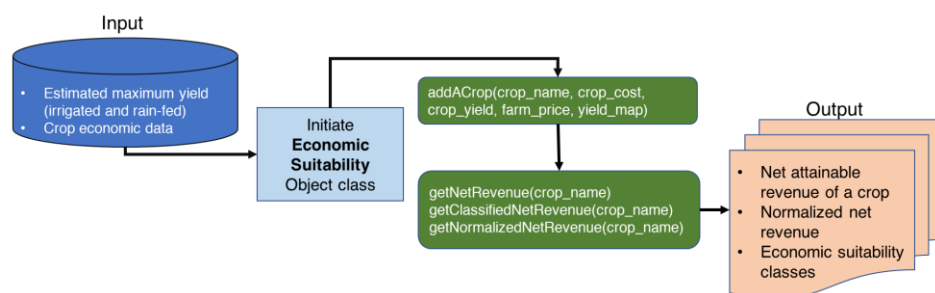 Input
• Estimated maximum yield
(irrigated and rain-fed)
• Crop economic data
Initiate
Economic
Suitability
Object class
addACrop(crop_name, crop_cost,
crop_yield, farm_price, yield_map)
getNetRevenue(crop_name)
getClassifiedNetRevenue(crop_name)
getNormalizedNetRevenue(crop_name)
Output
• Net attainable
revenue of a crop
• Normalized net
revenue
• Economic suitability
classes